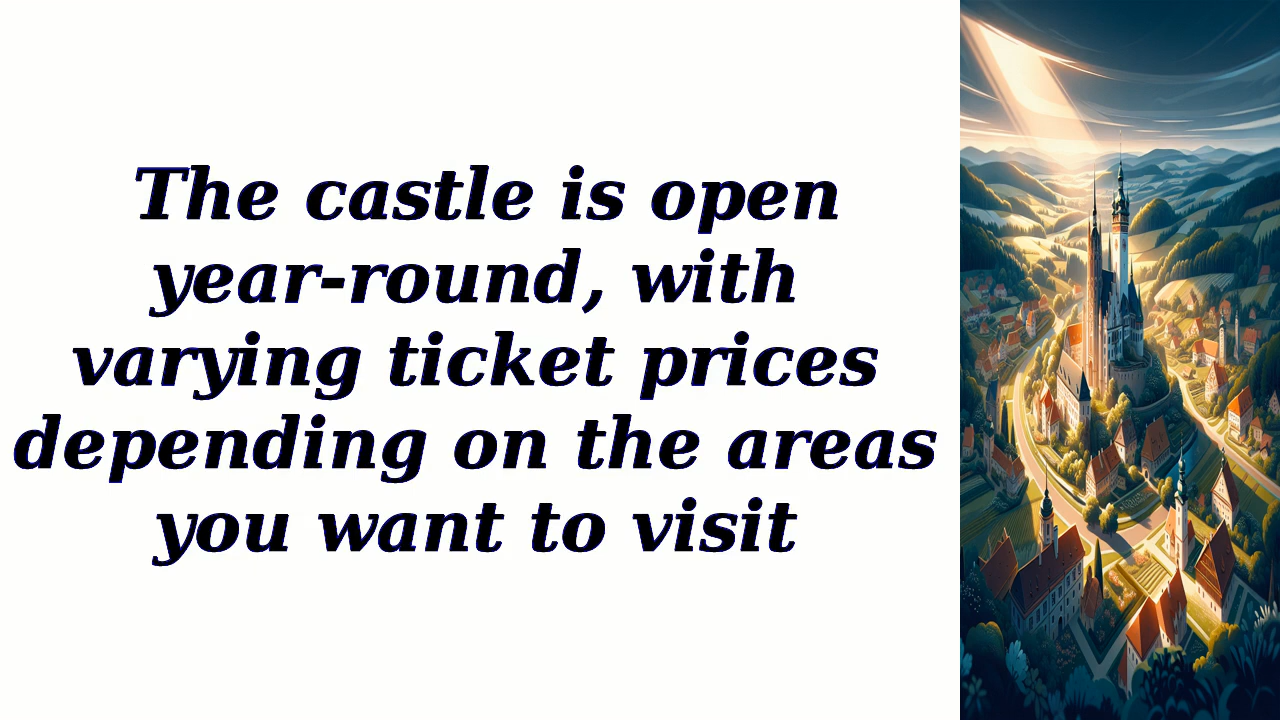 The castle is open
year-round, with
varying ticket prices
depending on the areas
you want to visit